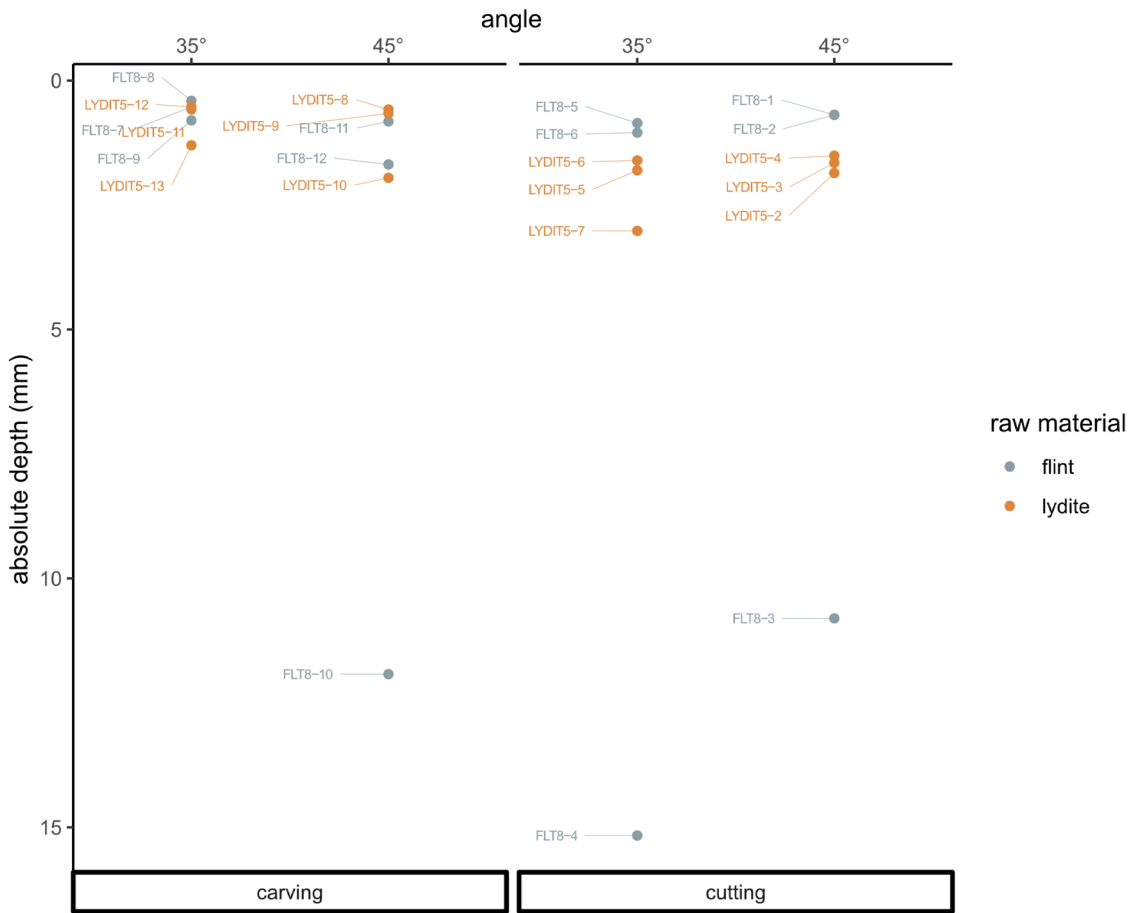 angle
35°
45°
35°
45°
0
5
10
15
absolute depth (mm)
FLT8−8
LYDIT5−12
FLT8−7
LYDIT5−11
FLT8−9
LYDIT5−13
LYDIT5−8
LYDIT5−9
FLT8−11
FLT8−12
LYDIT5−10
FLT8−10
FLT8−5
FLT8−6
LYDIT5−6
LYDIT5−5
LYDIT5−7
FLT8−4
FLT8−1
FLT8−2
LYDIT5−4
LYDIT5−3
LYDIT5−2
FLT8−3
raw material
flint
lydite
carving
cutting